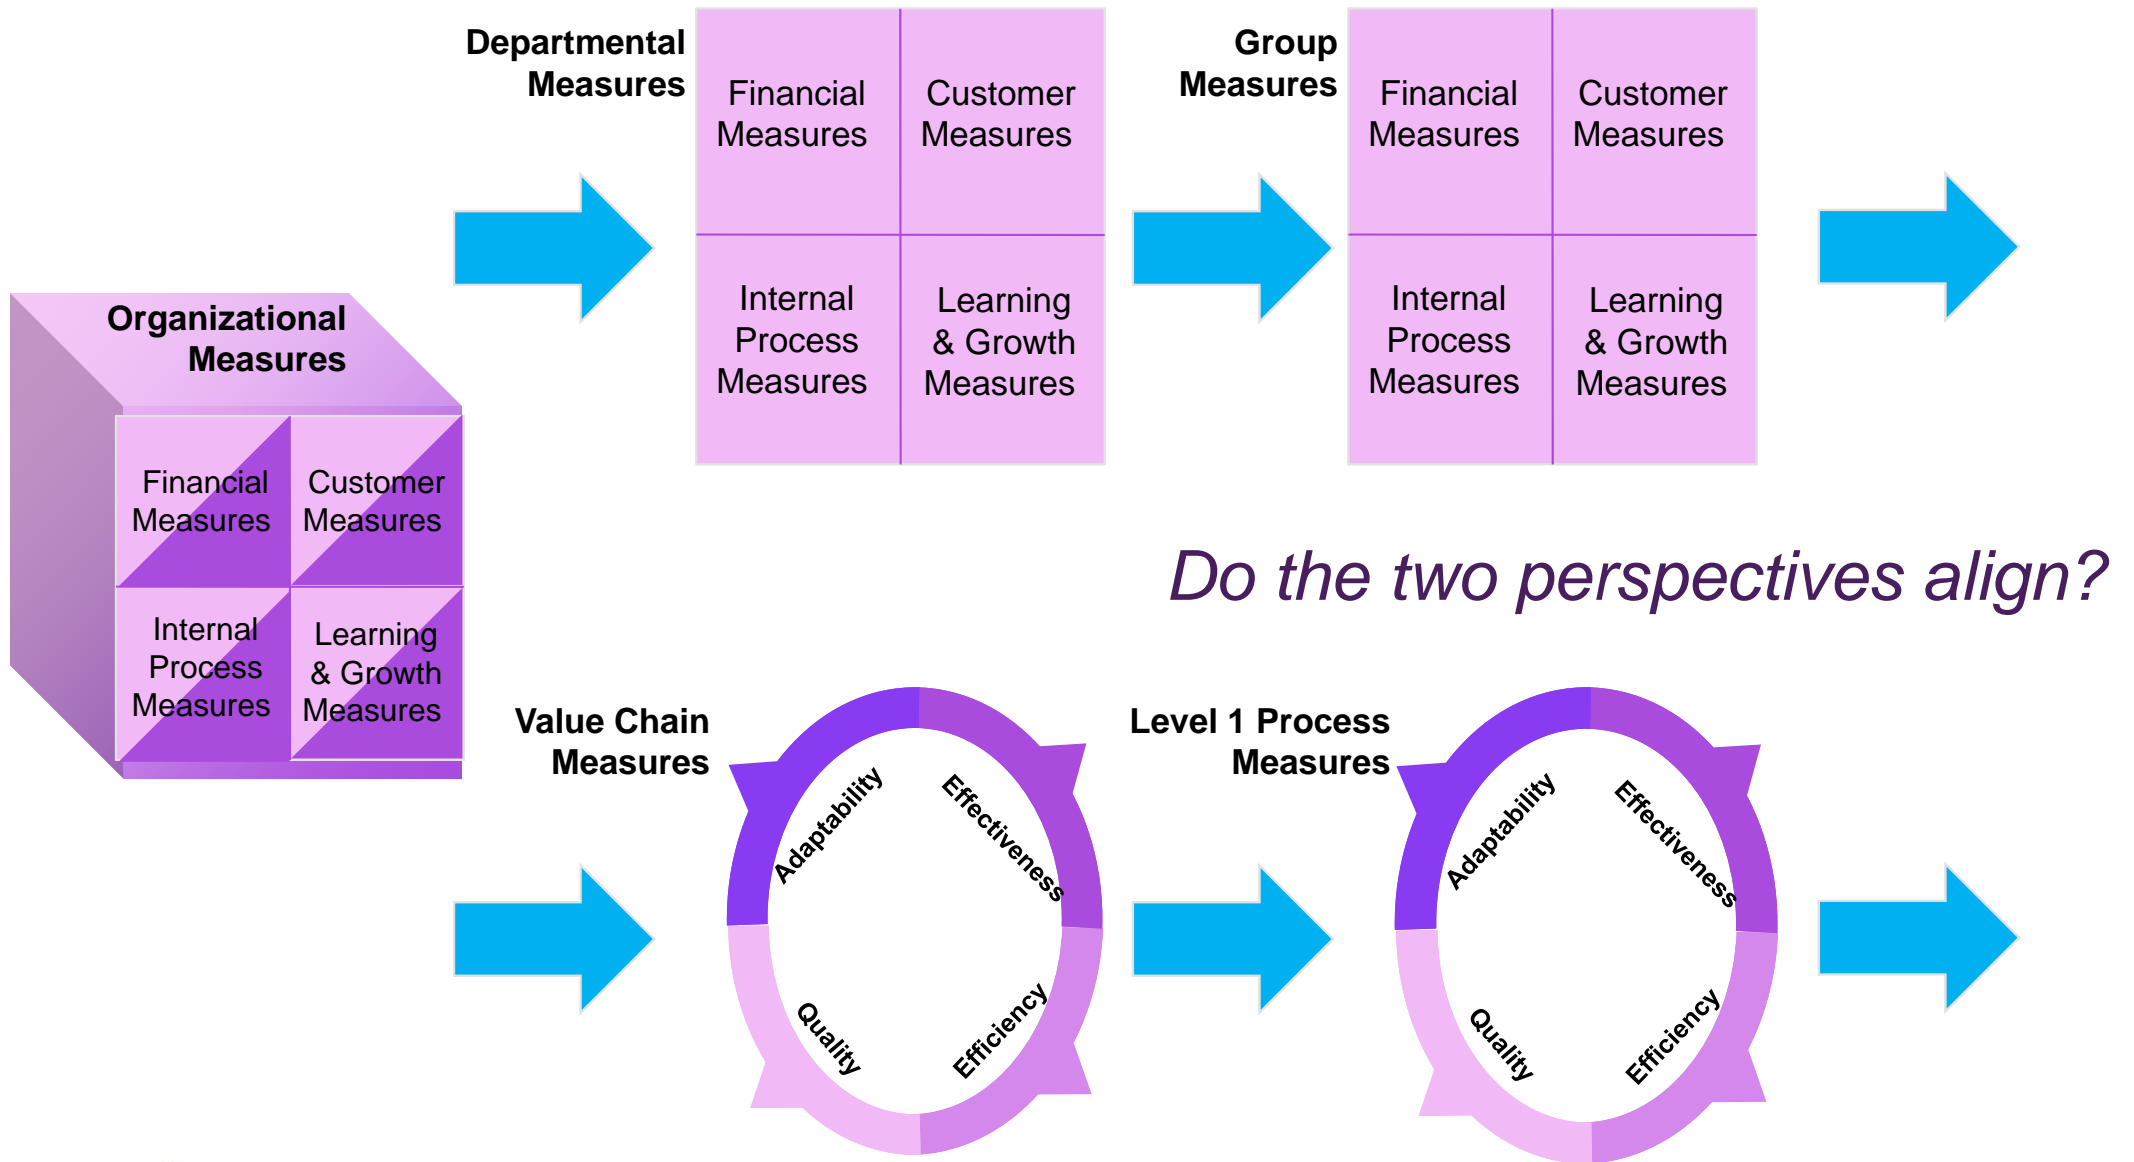 Departmental
Measures
Financial
Measures
Customer
Measures
Internal
Process
Measures
Learning
& Growth
Measures
Group
Measures
Financial
Measures
Customer
Measures
Internal
Process
Measures
Learning
& Growth
Measures
Organizational
Measures
Financial
Measures
Customer
Measures
Internal
Process
Measures
Learning
& Growth
Measures
Do the two perspectives align?
Value Chain
Measures
Adaptability
Effectiveness
Quality
Efficiency
Level 1 Process
Measures
Adaptability
Effectiveness
Quality
Efficiency